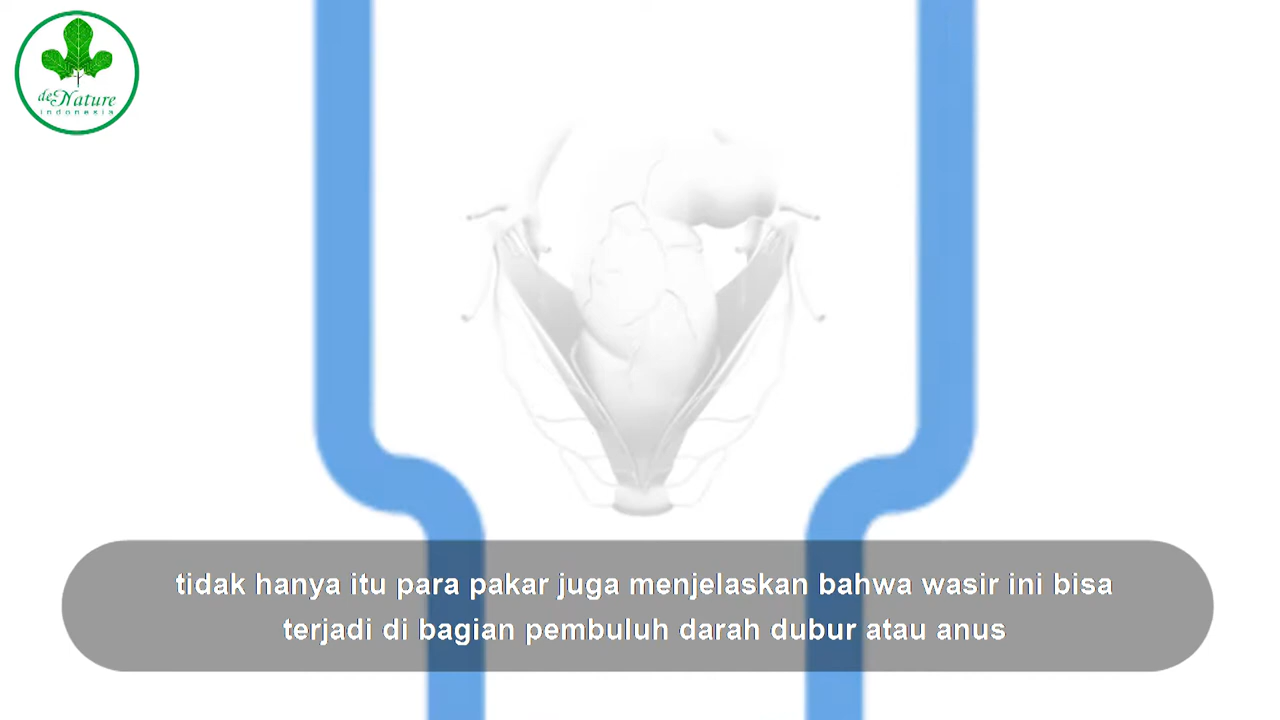 deNature
indonesia
tidak hanya itu para pakar juga menjelaskan bahwa wasir ini bisa
terjadi di bagian pembuluh darah dubur atau anus